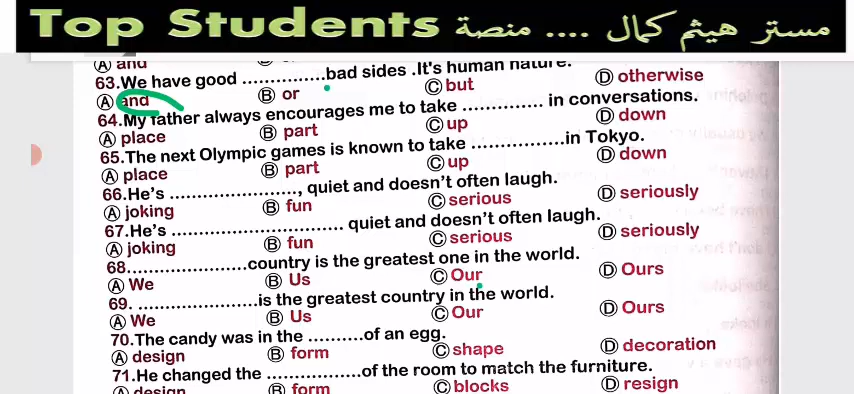 Top Students مستر هيثم كمال .... منصة
Ⓐ and
63.We have good ...............bad sides .It's human nature.
Ⓐ and Ⓑ or Ⓒ but Ⓓ otherwise
64.My father always encourages me to take .............. in conversations.
Ⓐ place Ⓑ part Ⓒ up Ⓓ down
65.The next Olympic games is known to take ................in Tokyo.
Ⓐ place Ⓑ part Ⓒ up Ⓓ down
66.He's ......................, quiet and doesn't often laugh.
Ⓐ joking Ⓑ fun Ⓒ serious Ⓓ seriously
67.He's .............................. quiet and doesn't often laugh.
Ⓐ joking Ⓑ fun Ⓒ serious Ⓓ seriously
68.....................country is the greatest one in the world.
Ⓐ We Ⓑ Us Ⓒ Our Ⓓ Ours
69. .....................is the greatest country in the world.
Ⓐ We Ⓑ Us Ⓒ Our Ⓓ Ours
70.The candy was in the ..........of an egg.
Ⓐ design Ⓑ form Ⓒ shape Ⓓ decoration
71.He changed the .................of the room to match the furniture.
Ⓐ design Ⓑ form Ⓒ blocks Ⓓ resign